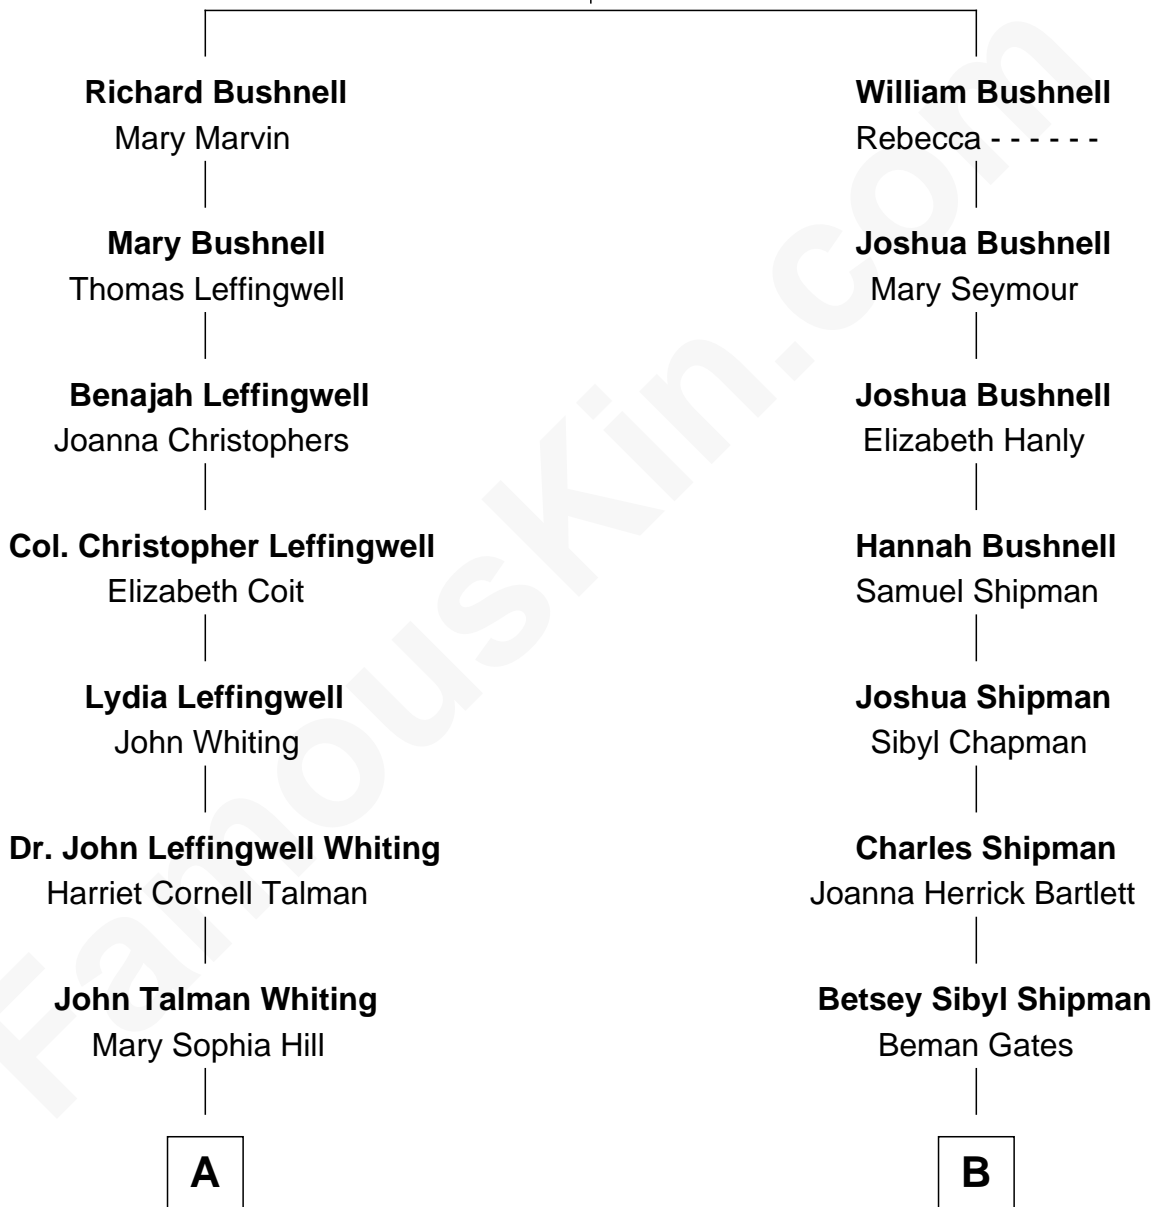 Richard Bushnell
Mary Marvin
Mary Bushnell
Thomas Leffingwell
Benajah Leffingwell
Joanna Christophers
Col. Christopher Leffingwell
Elizabeth Coit
Lydia Leffingwell
John Whiting
Dr. John Leffingwell Whiting
Harriet Cornell Talman
John Talman Whiting
Mary Sophia Hill
A
William Bushnell
Rebecca - - - - - -
Joshua Bushnell
Mary Seymour
Joshua Bushnell
Elizabeth Hanly
Hannah Bushnell
Samuel Shipman
Joshua Shipman
Sibyl Chapman
Charles Shipman
Joanna Herrick Bartlett
Betsey Sibyl Shipman
Beman Gates
B
FamousKin.com